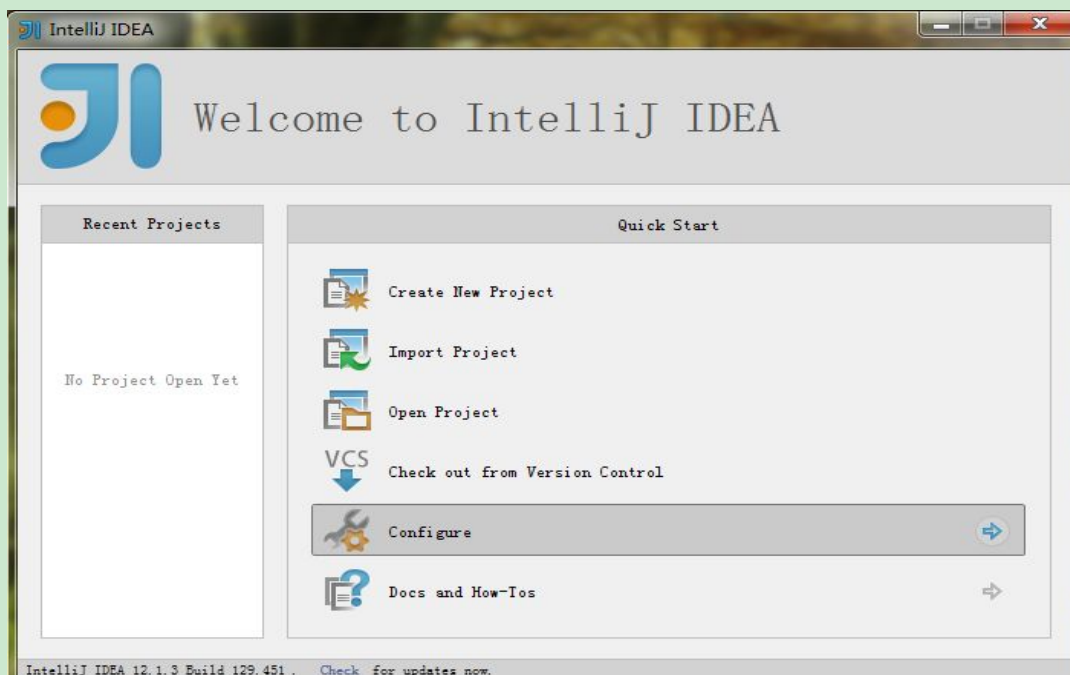 IntelliJ IDEA
Welcome to IntelliJ IDEA
Recent Projects
No Project Open Yet
Quick Start
Create New Project
Import Project
Open Project
VCS
Check out from Version Control
Configure
Docs and How-Tos
IntelliJ IDEA 12.1.3 Build 129.451 . Check for updates now.